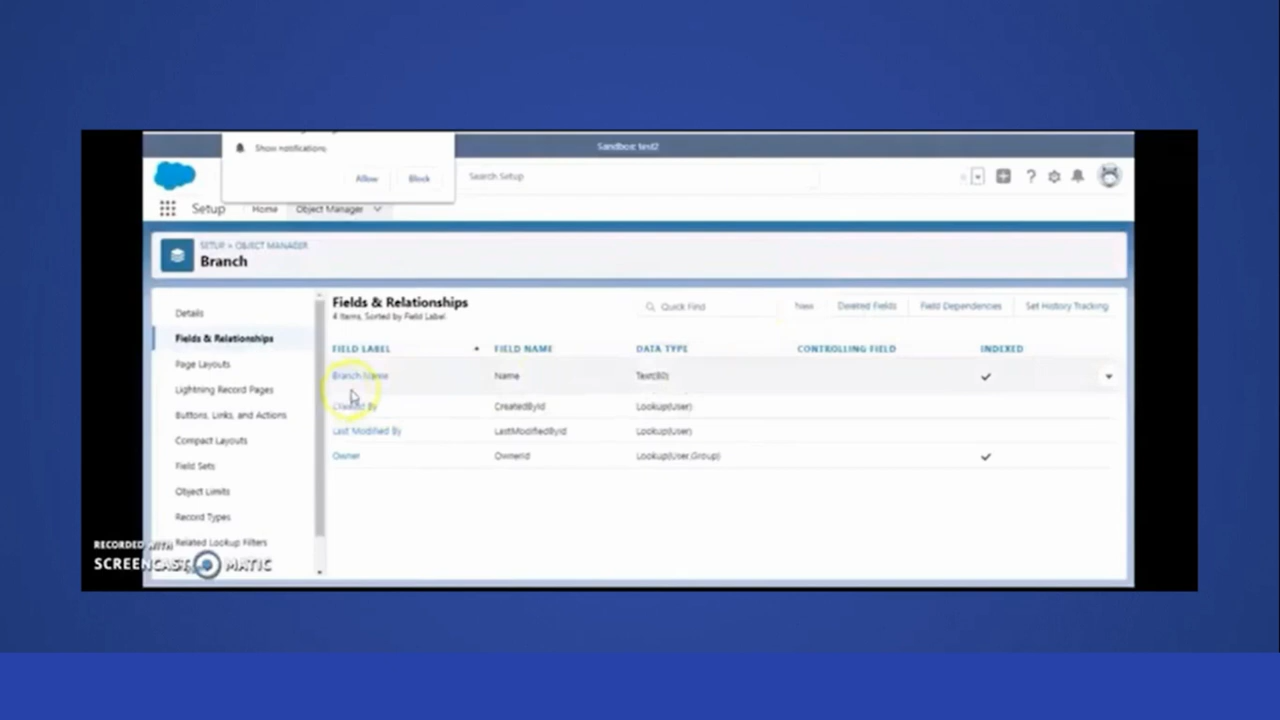 Show notifications
Allow Block
Sandbox: test2
Search Setup
Setup Home Object Manager
SETUP > OBJECT MANAGER
Branch
Details
Fields & Relationships
Page Layouts
Lightning Record Pages
Buttons, Links, and Actions
Compact Layouts
Field Sets
Object Limits
Record Types
Related Lookup Filters
Fields & Relationships
4 Items, Sorted by Field Label
Quick Find
New Deleted Fields Field Dependencies Set History Tracking
FIELD LABEL FIELD NAME DATA TYPE CONTROLLING FIELD INDEXED
Branch Name Name Text(80)
Created By CreatedById Lookup(User)
Last Modified By LastModifiedById Lookup(User)
Owner OwnerId Lookup(User,Group)
RECORDED WITH
SCREENCAST MATIC